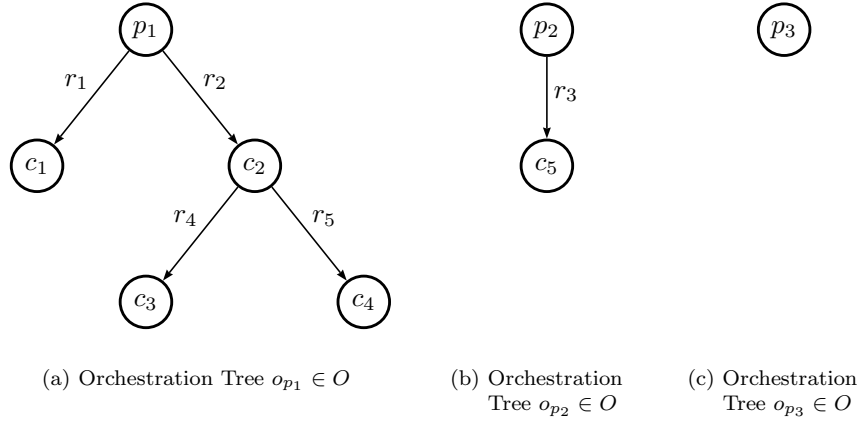 p₁ p₂ p₃
r₁ r₂ r₃
c₁ c₂ c₅
r₄ r₅
c₃ c₄
(a) Orchestration Tree oₚ₁ ∈ O
(b) Orchestration
Tree oₚ₂ ∈ O
(c) Orchestration
Tree oₚ₃ ∈ O